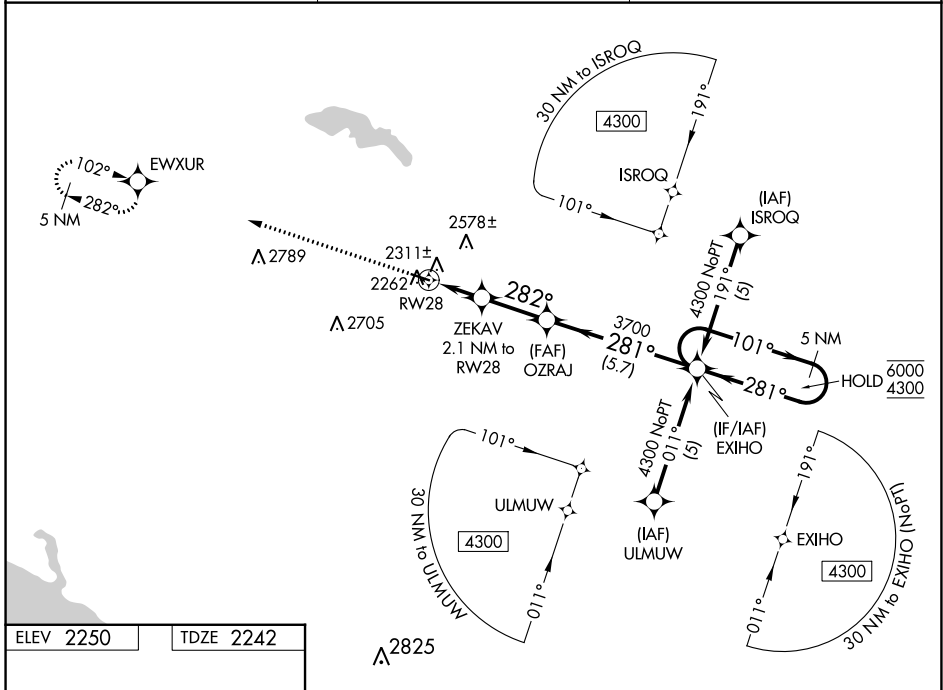 30 NM to ISROQ
191°
4300
ISROQ
101°
(IAF)
ISROQ
102°
EWXUR
282°
5 NM
2578±
2789
2311±
2262
RW28
4300 NoPT
191°
(5)
282°
2705
ZEKAV
2.1 NM to
RW28
(FAF)
OZRAJ
3700
281°
(5.7)
101°
5 NM
281°
HOLD
6000
4300
(IF/IAF)
EXIHO
4300 NoPT
011°
(5)
(IAF)
ULMUW
101°
ULMUW
4300
30 NM to ULMUW
011°
191°
EXIHO
4300
011°
30 NM to EXIHO (NoPT)
ELEV 2250
TDZE 2242
2825